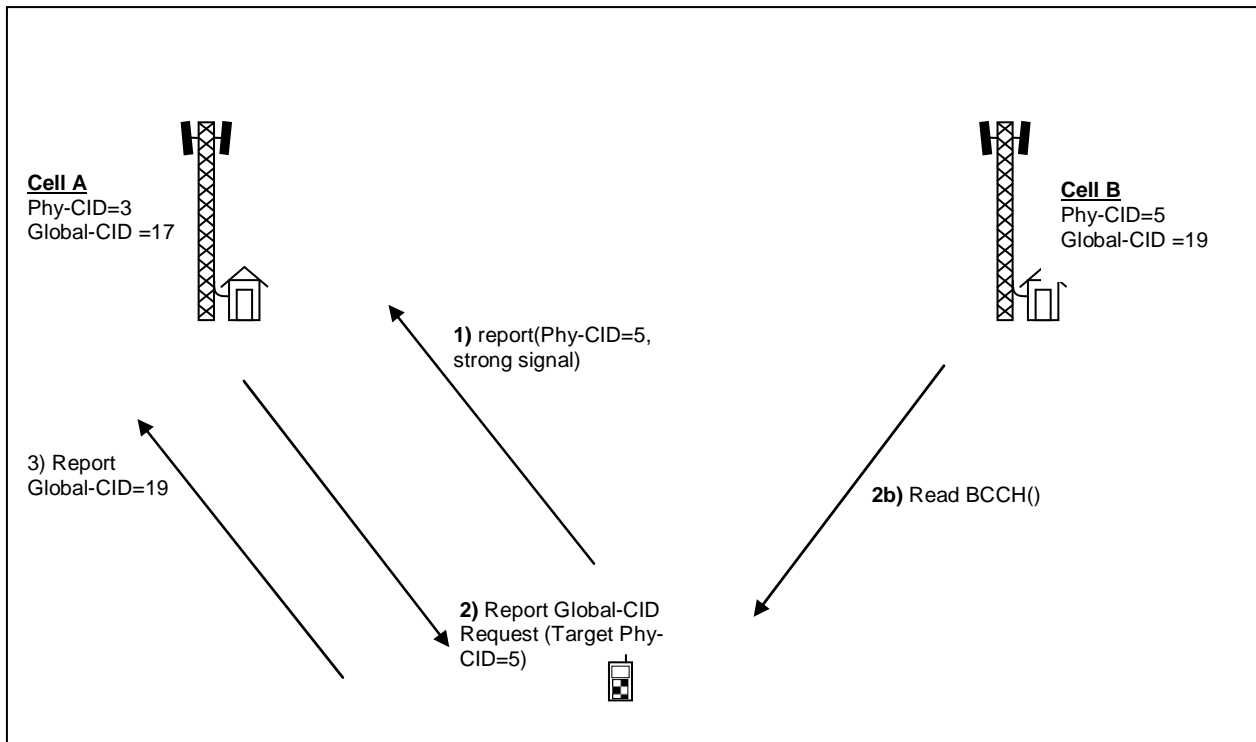 Cell A
Phy-CID=3
Global-CID =17
Cell B
Phy-CID=5
Global-CID =19
1) report(Phy-CID=5,
strong signal)
3) Report
Global-CID=19
2b) Read BCCH()
2) Report Global-CID
Request (Target Phy-
CID=5)